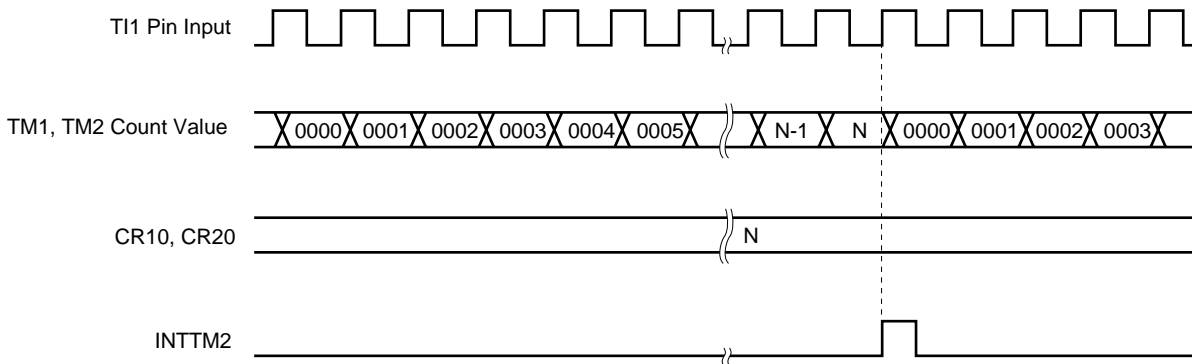 TI1 Pin Input
TM1, TM2 Count Value 0000 0001 0002 0003 0004 0005 N-1 N 0000 0001 0002 0003
CR10, CR20 N
INTTM2